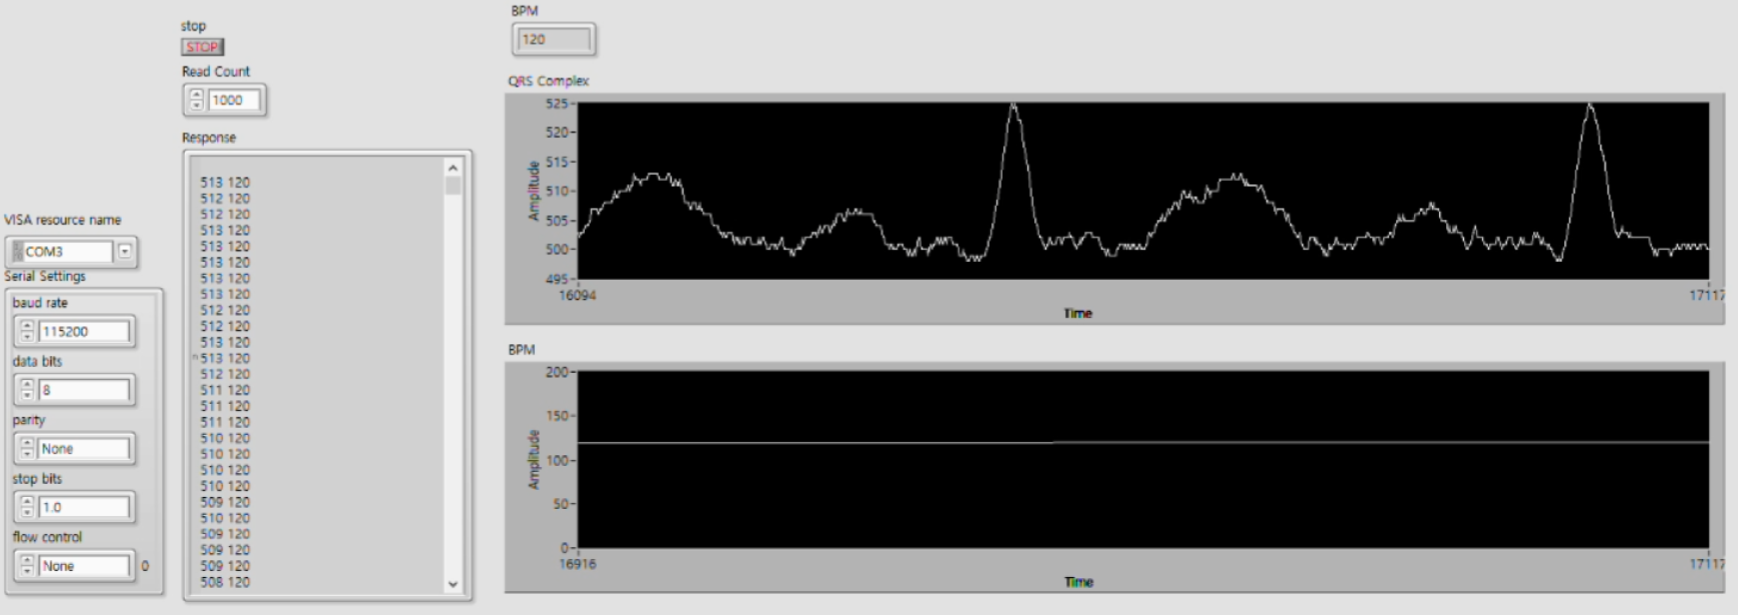 stop
STOP
Read Count
1000
Response
513 120
512 120
512 120
513 120
513 120
513 120
513 120
513 120
512 120
512 120
513 120
513 120
512 120
511 120
511 120
511 120
510 120
510 120
510 120
510 120
509 120
510 120
509 120
509 120
509 120
508 120
VISA resource name
COM3
Serial Settings
baud rate
115200
data bits
8
parity
None
stop bits
1.0
flow control
None 0
BPM
120
QRS Complex
525
520
515
510
505
500
495
Amplitude
16094 17117
Time
BPM
200
150
100
50
0
Amplitude
16916 17117
Time